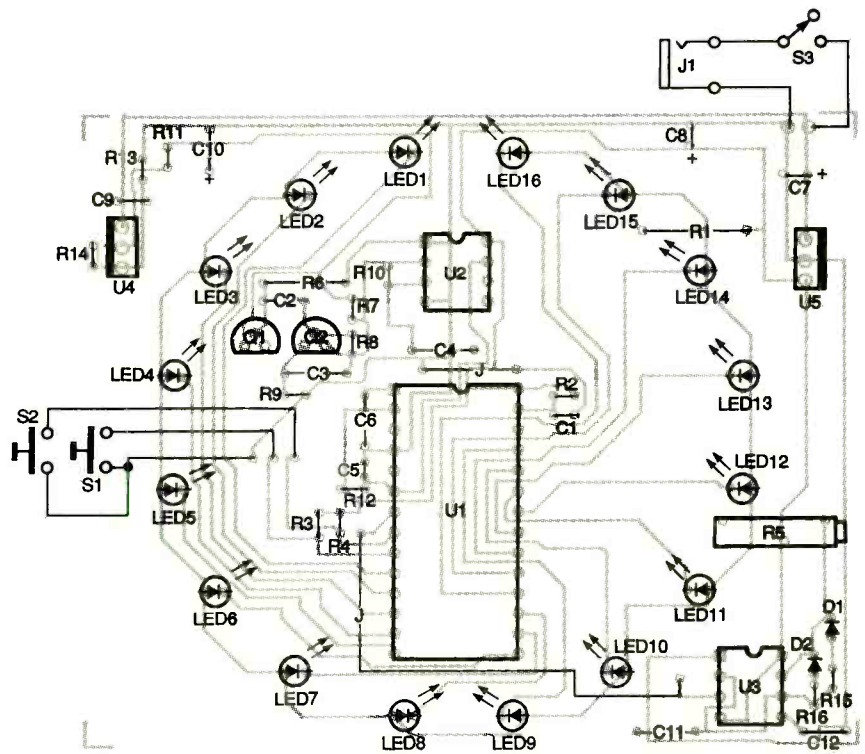 J1
S3
R11
C10
+
LED1
LED16
C8
+
R13
C7 +
C9
LED2
LED15
R1
R14
U4
LED3
R10
U2
LED14
U5
R6
C2
R7
Q1
Q2
R8
C4
LED4
C3
J
R2
LED13
R9
S2
C6
C1
S1
LED12
C5
R12
LED5
R3
U1
R5
R4
LED6
LED11
D1
J
LED10
D2
LED7
U3
R15
R16
LED8
LED9
C11
C12